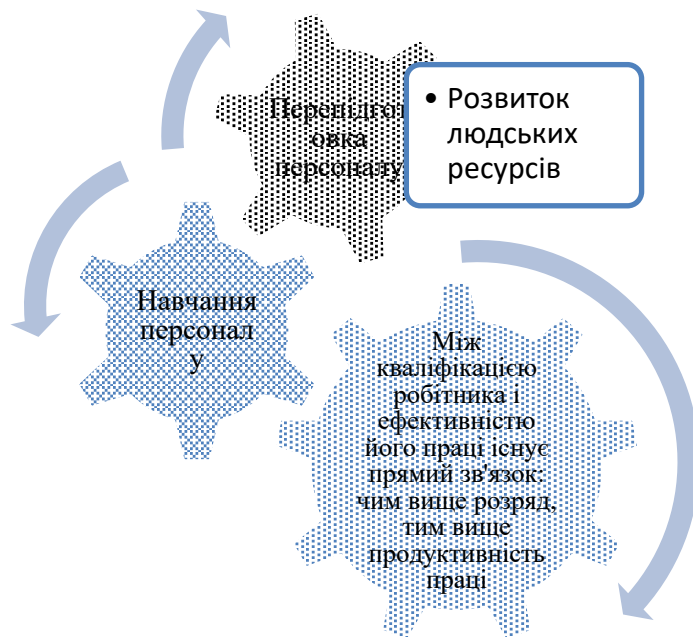 Перепідгот
овка
персоналу
• Розвиток
людських
ресурсів
Навчання
персонал
у
Між
кваліфікацією
робітника і
ефективністю
його праці існує
прямий зв'язок:
чим вище розряд,
тим вище
продуктивність
праці